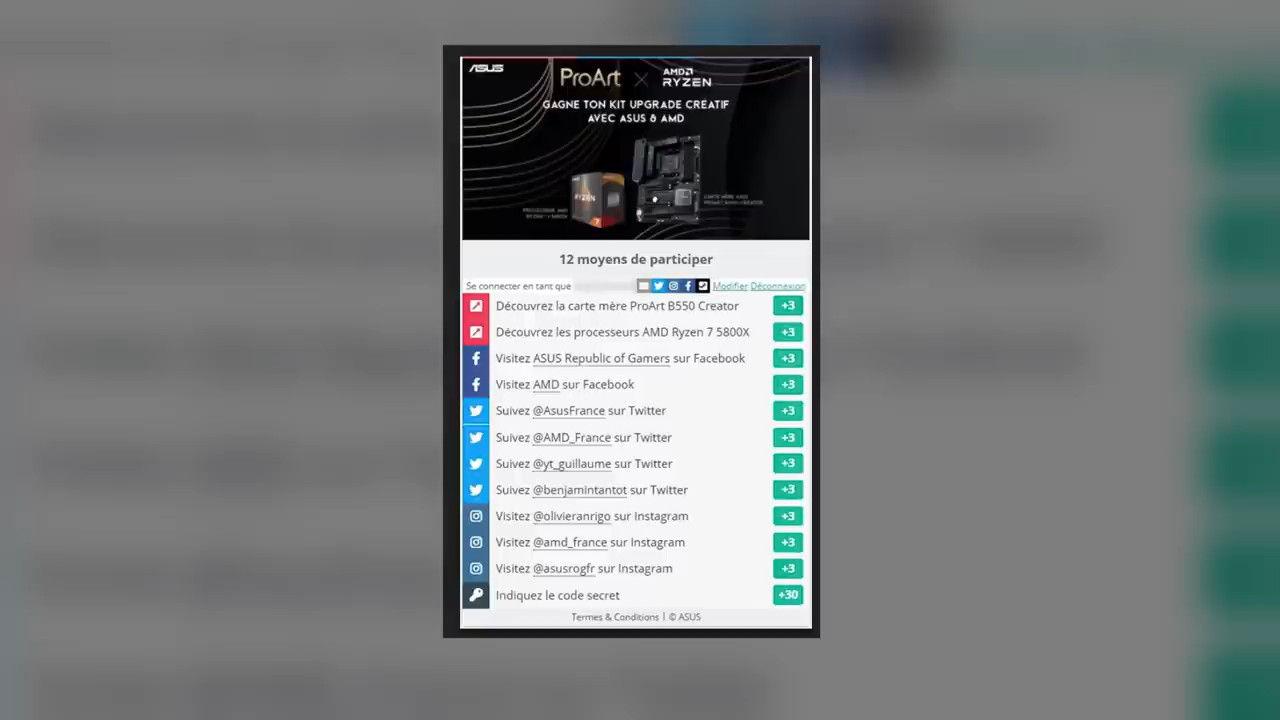 ASUS
ProArt × AMD RYZEN
GAGNE TON KIT UPGRADE CREATIF
AVEC ASUS & AMD
RYZEN
7
12 moyens de participer
Se connecter en tant que
Modifier Déconnexion
Découvrez la carte mère ProArt B550 Creator +3
Découvrez les processeurs AMD Ryzen 7 5800X +3
Visitez ASUS Republic of Gamers sur Facebook +3
Visitez AMD sur Facebook +3
Suivez @AsusFrance sur Twitter +3
Suivez @AMD_France sur Twitter +3
Suivez @yt_guillaume sur Twitter +3
Suivez @benjamintantot sur Twitter +3
Visitez @olivieranrigo sur Instagram +3
Visitez @amd_france sur Instagram +3
Visitez @asusrogfr sur Instagram +3
Indiquez le code secret +30
Termes & Conditions | © ASUS